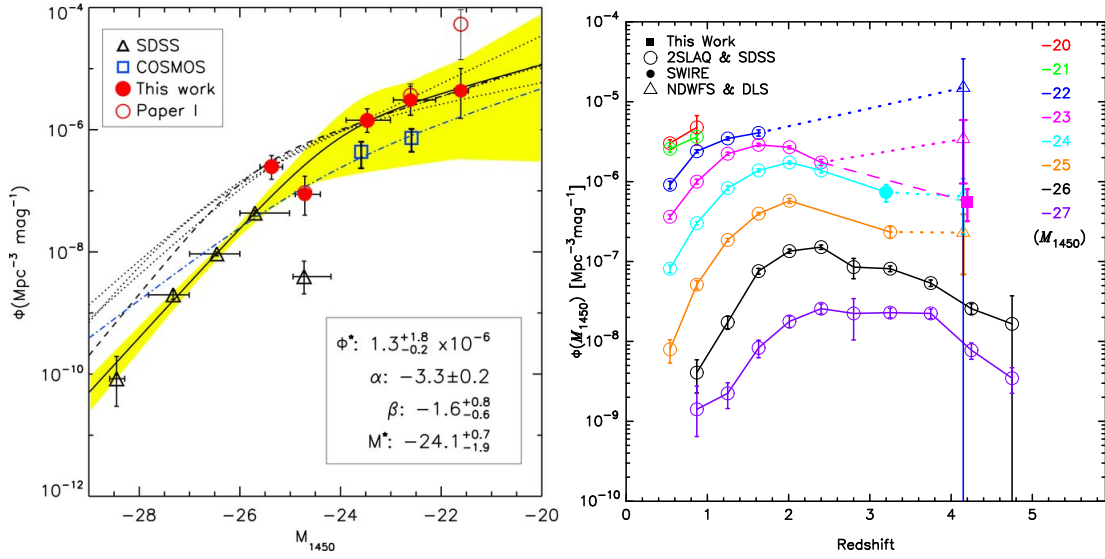 10⁻⁴
10⁻⁶
10⁻⁸
10⁻¹⁰
10⁻¹²
Φ(Mpc⁻³ mag⁻¹)
SDSS
COSMOS
This work
Paper I
Φ*: 1.3 +1.8 −0.2 ×10⁻⁶
α: −3.3±0.2
β: −1.6 +0.8 −0.6
M*: −24.1 +0.7 −1.9
−28 −26 −24 −22 −20
M₁₄₅₀
10⁻⁴
10⁻⁵
10⁻⁶
10⁻⁷
10⁻⁸
10⁻⁹
10⁻¹⁰
Φ(M₁₄₅₀) [Mpc⁻³mag⁻¹]
This Work
2SLAQ & SDSS
SWIRE
NDWFS & DLS
−20
−21
−22
−23
−24
−25
−26
−27
(M₁₄₅₀)
0 1 2 3 4 5
Redshift